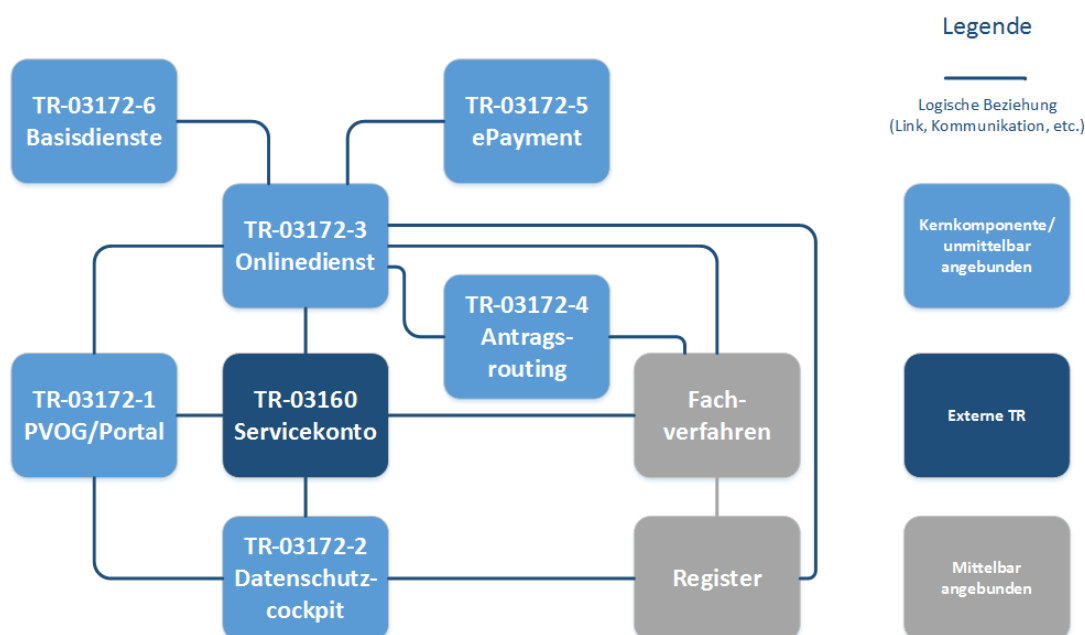 Legende
Logische Beziehung
(Link, Kommunikation, etc.)
TR-03172-6
Basisdienste
TR-03172-5
ePayment
TR-03172-3
Onlinedienst
Kernkomponente/
unmittelbar
angebunden
TR-03172-4
Antrags-
routing
TR-03172-1
PVOG/Portal
TR-03160
Servicekonto
Fach-
verfahren
Externe TR
TR-03172-2
Datenschutz-
cockpit
Register
Mittelbar
angebunden